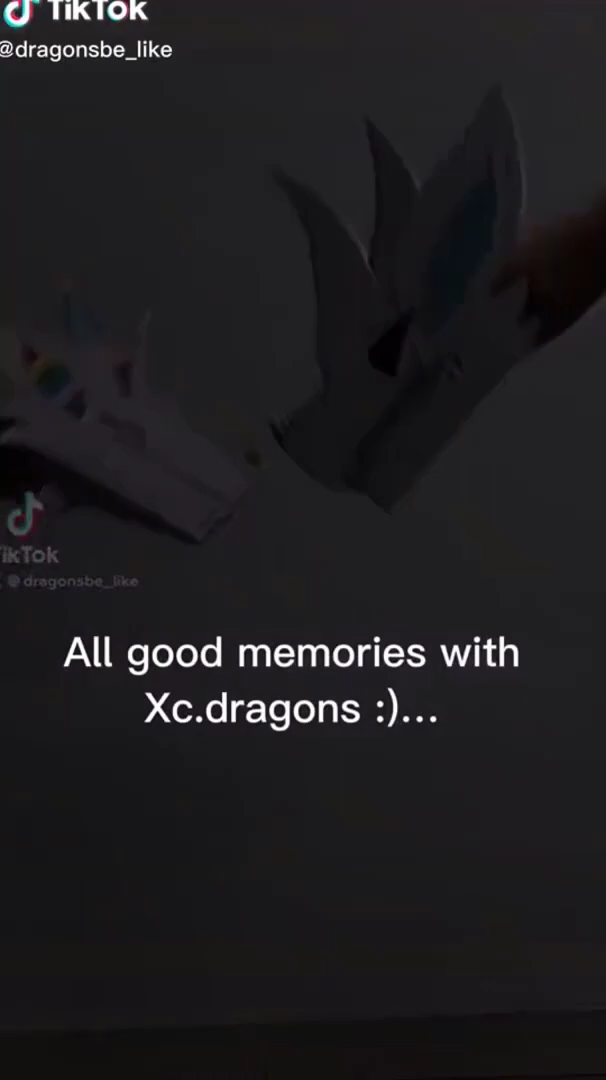 TikTok
@dragonsbe_like
TikTok
@dragonsbe_like
All good memories with
Xc.dragons :)...